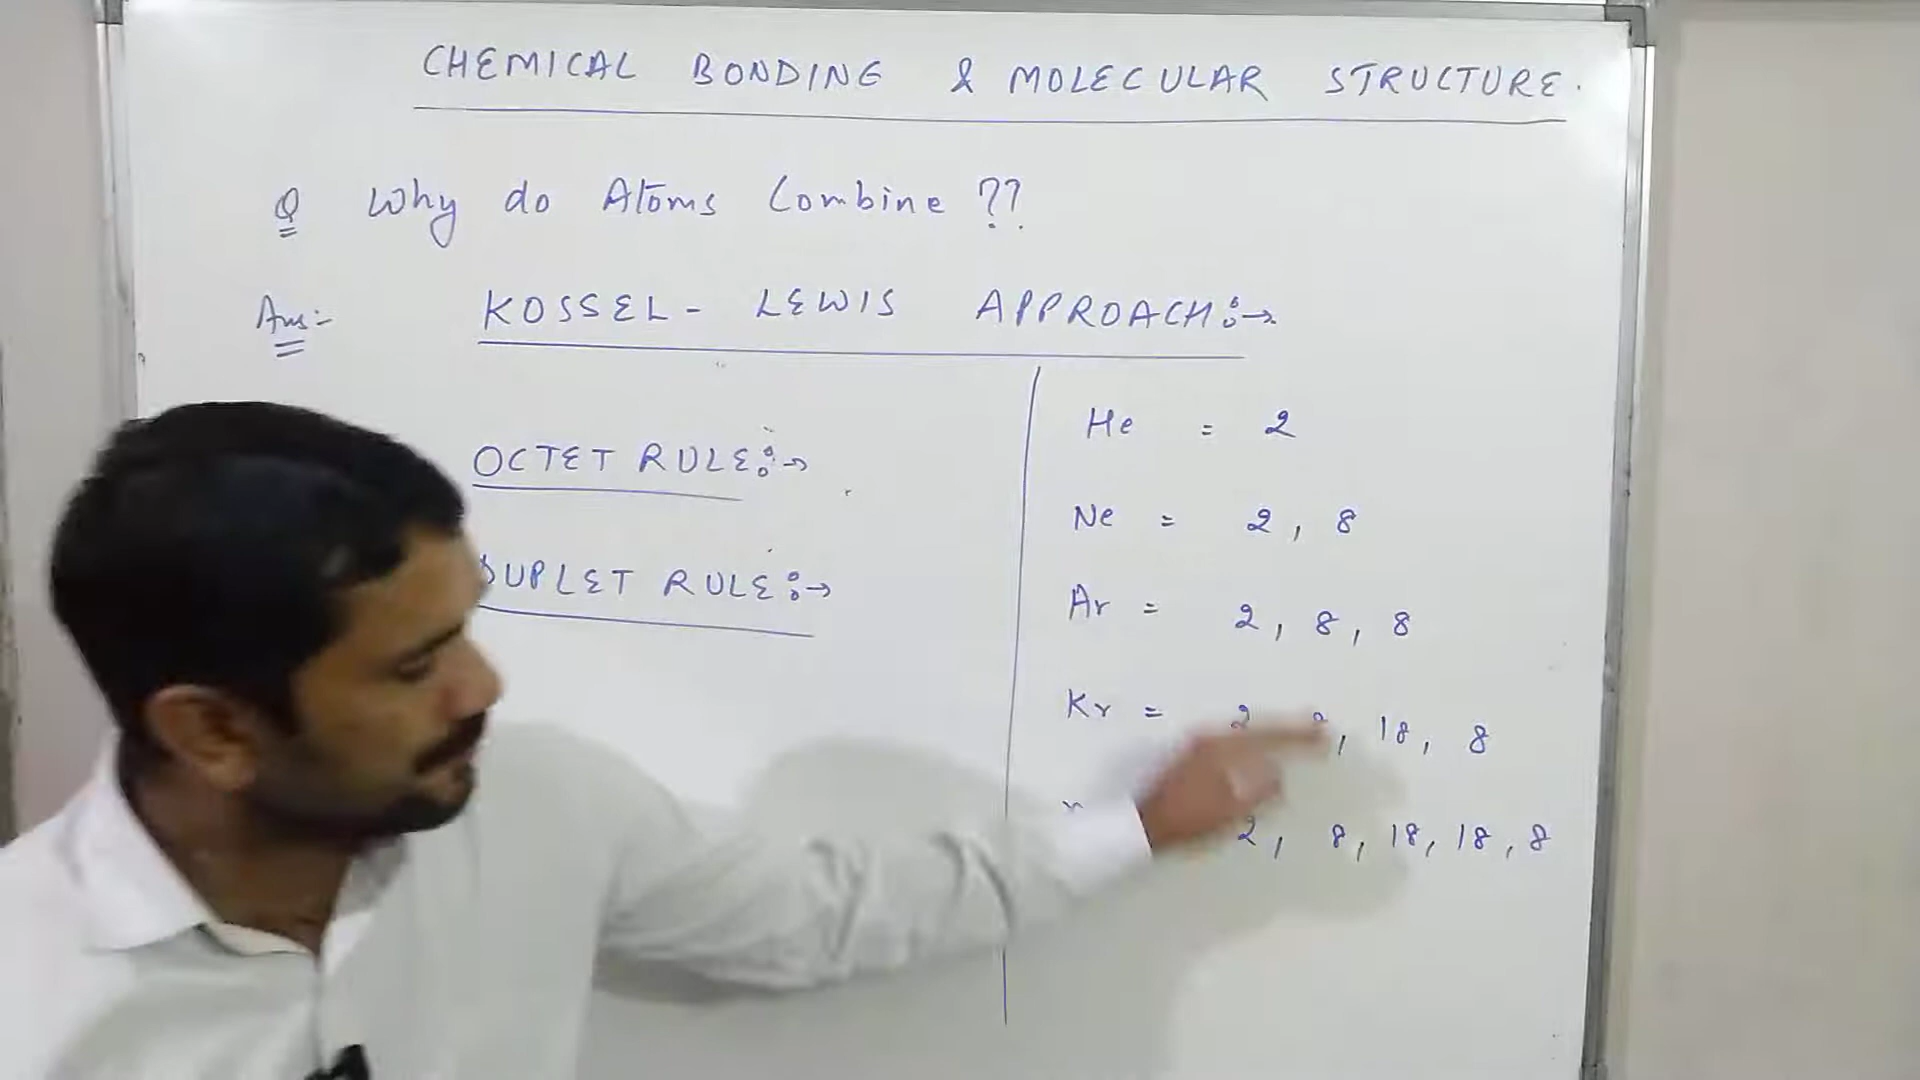 CHEMICAL BONDING & MOLECULAR STRUCTURE.
Q Why do Atoms Combine ??
Ans:- KOSSEL - LEWIS APPROACH:→
OCTET RULE:→
DUPLET RULE:→
He = 2
Ne = 2, 8
Ar = 2, 8, 8
Kr = 2 18, 8
2, 8, 18, 18, 8